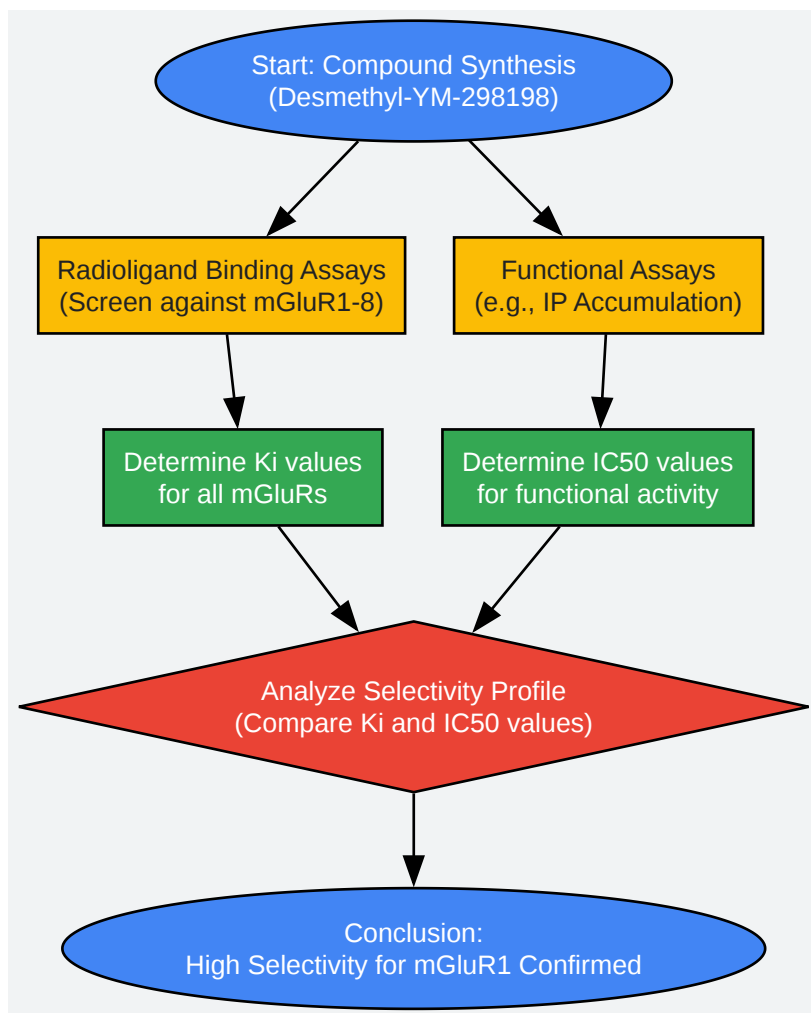 Start: Compound Synthesis
(Desmethyl-YM-298198)
Radioligand Binding Assays
(Screen against mGluR1-8)
Functional Assays
(e.g., IP Accumulation)
Determine Ki values
for all mGluRs
Determine IC50 values
for functional activity
Analyze Selectivity Profile
(Compare Ki and IC50 values)
Conclusion:
High Selectivity for mGluR1 Confirmed